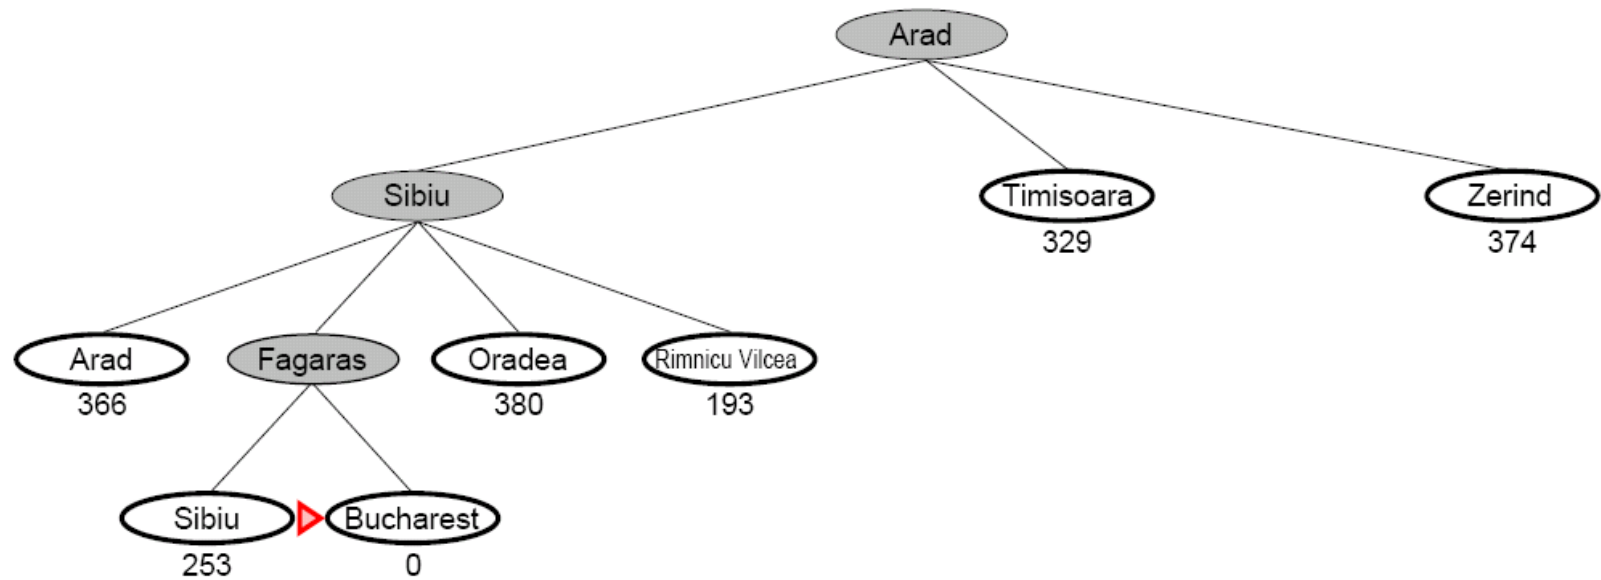 Arad
Sibiu
Timisoara
Zerind
329
374
Arad
Fagaras
Oradea
Rimnicu Vilcea
366
380
193
Sibiu
Bucharest
253
0